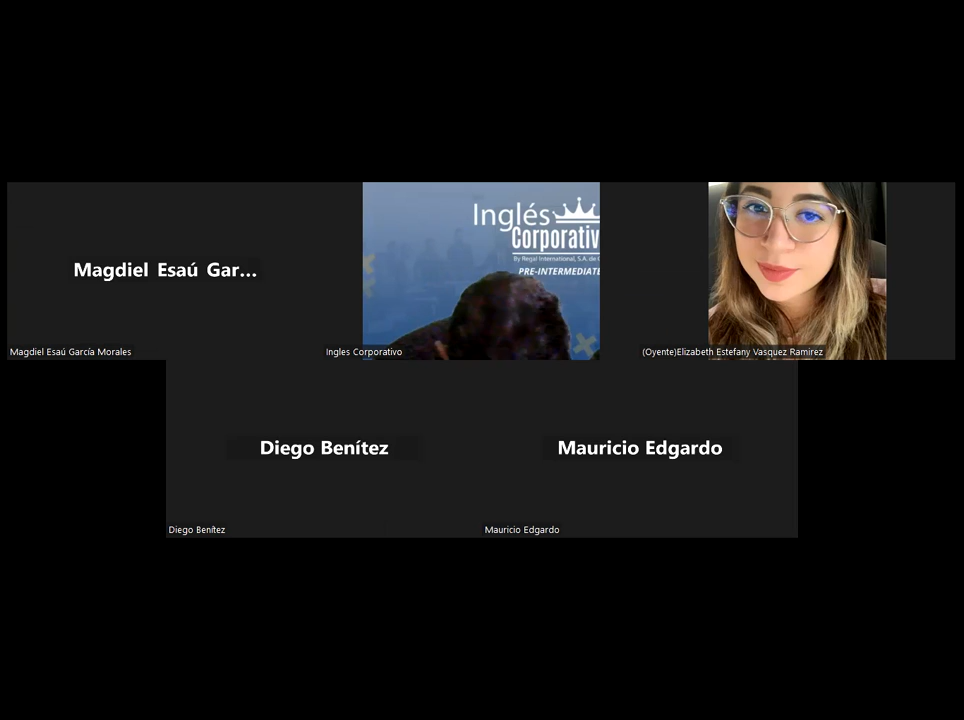 Magdiel Esaú Gar...
Magdiel Esaú García Morales
Inglés
Corporativ
By Regal International, S.A. de C
PRE-INTERMEDIATE
Ingles Corporativo
(Oyente)Elizabeth Estefany Vasquez Ramirez
Diego Benítez
Diego Benítez
Mauricio Edgardo
Mauricio Edgardo